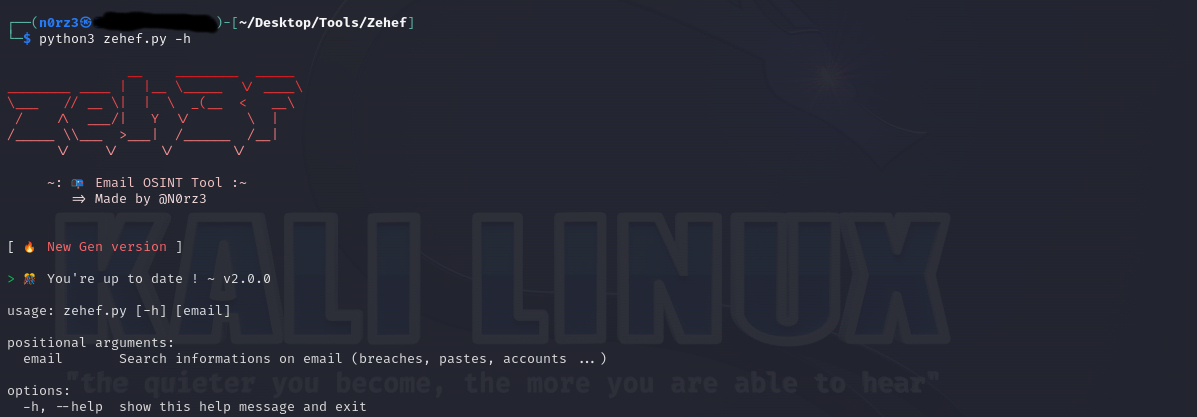 ┌──(n0rz3㉿ )-[~/Desktop/Tools/Zehef]
└─$ python3 zehef.py -h
~: 📭 Email OSINT Tool :~
=> Made by @N0rz3
[ 🔥 New Gen version ]
> 🎊 You're up to date ! ~ v2.0.0
usage: zehef.py [-h] [email]
positional arguments:
email Search informations on email (breaches, pastes, accounts ...)
options:
-h, --help show this help message and exit
KALI LINUX
"the quieter you become, the more you are able to hear"